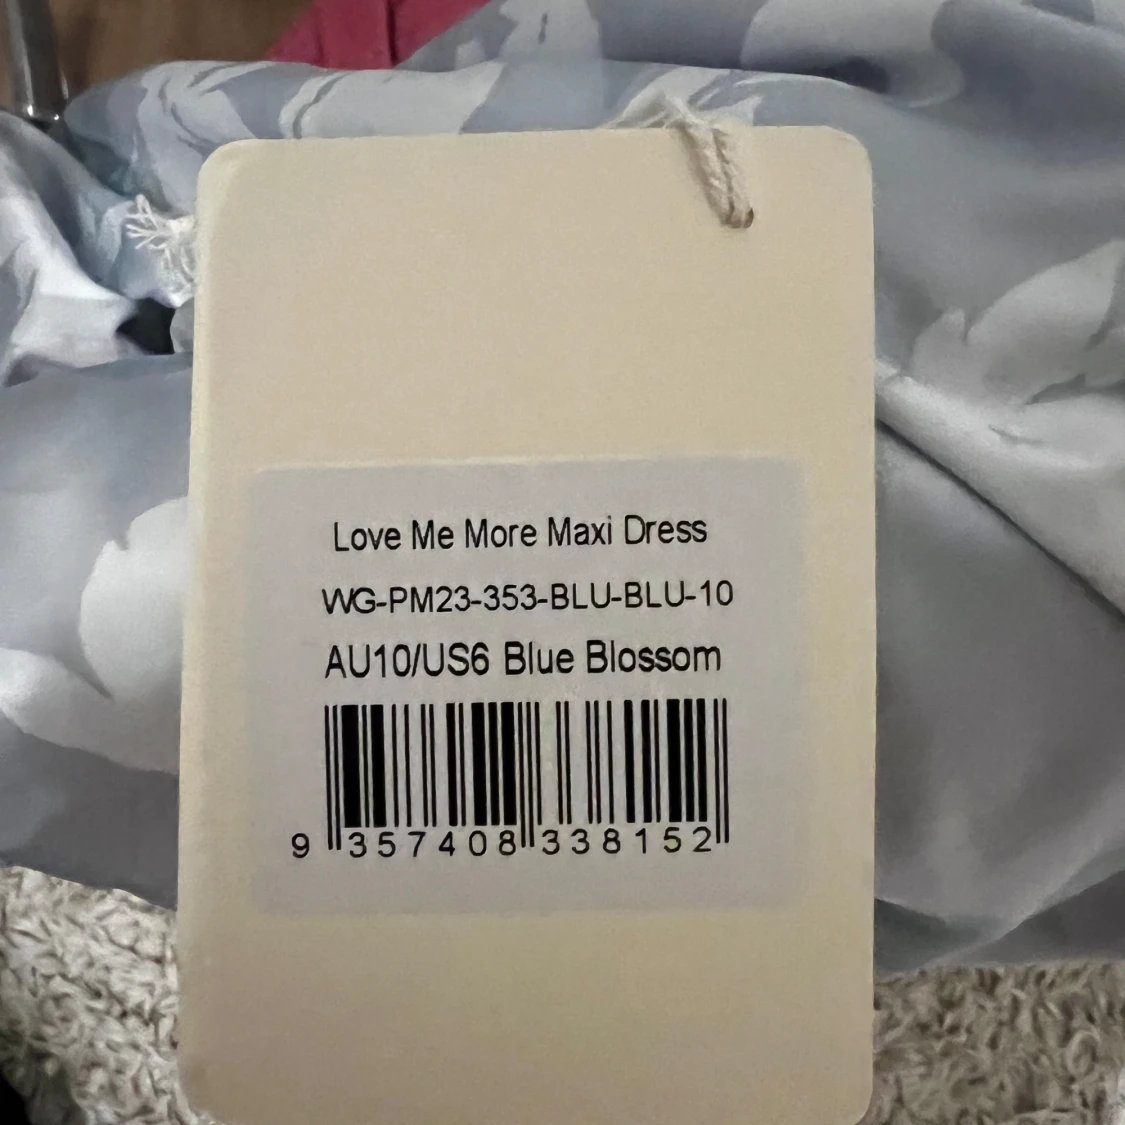 Love Me More Maxi Dress
WG-PM23-353-BLU-BLU-10
AU10/US6 Blue Blossom
9 357408 338152